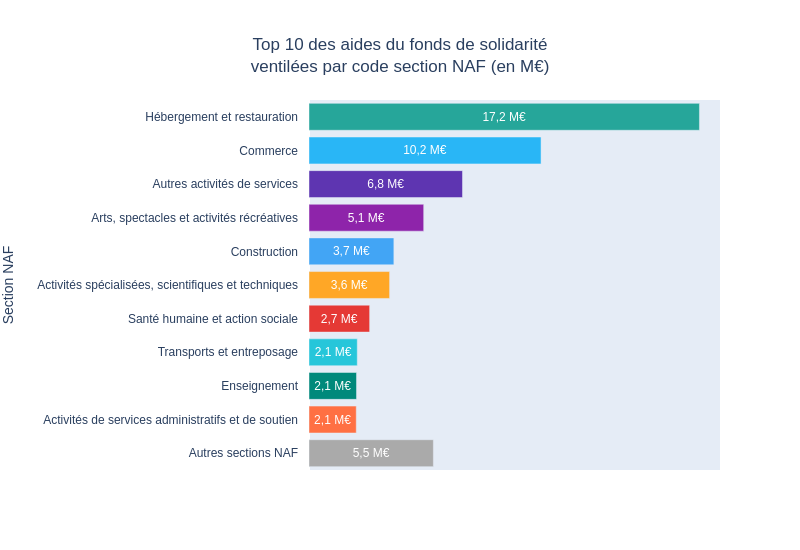 Top 10 des aides du fonds de solidarité
ventilées par code section NAF (en M€)
Section NAF
Hébergement et restauration 17,2 M€
Commerce 10,2 M€
Autres activités de services 6,8 M€
Arts, spectacles et activités récréatives 5,1 M€
Construction 3,7 M€
Activités spécialisées, scientifiques et techniques 3,6 M€
Santé humaine et action sociale 2,7 M€
Transports et entreposage 2,1 M€
Enseignement 2,1 M€
Activités de services administratifs et de soutien 2,1 M€
Autres sections NAF 5,5 M€